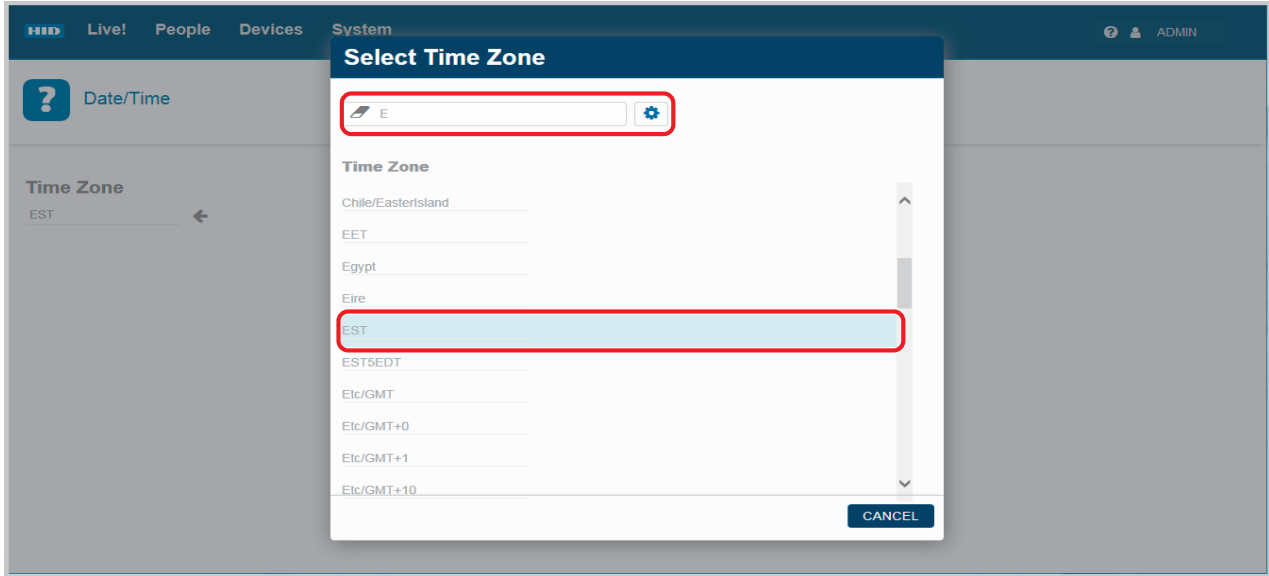 HID Live! People Devices System ? ADMIN
Select Time Zone
? Date/Time
E
Time Zone
Time Zone
EST
Chile/EasterIsland
EET
Egypt
Eire
EST
EST5EDT
Etc/GMT
Etc/GMT+0
Etc/GMT+1
Etc/GMT+10
CANCEL